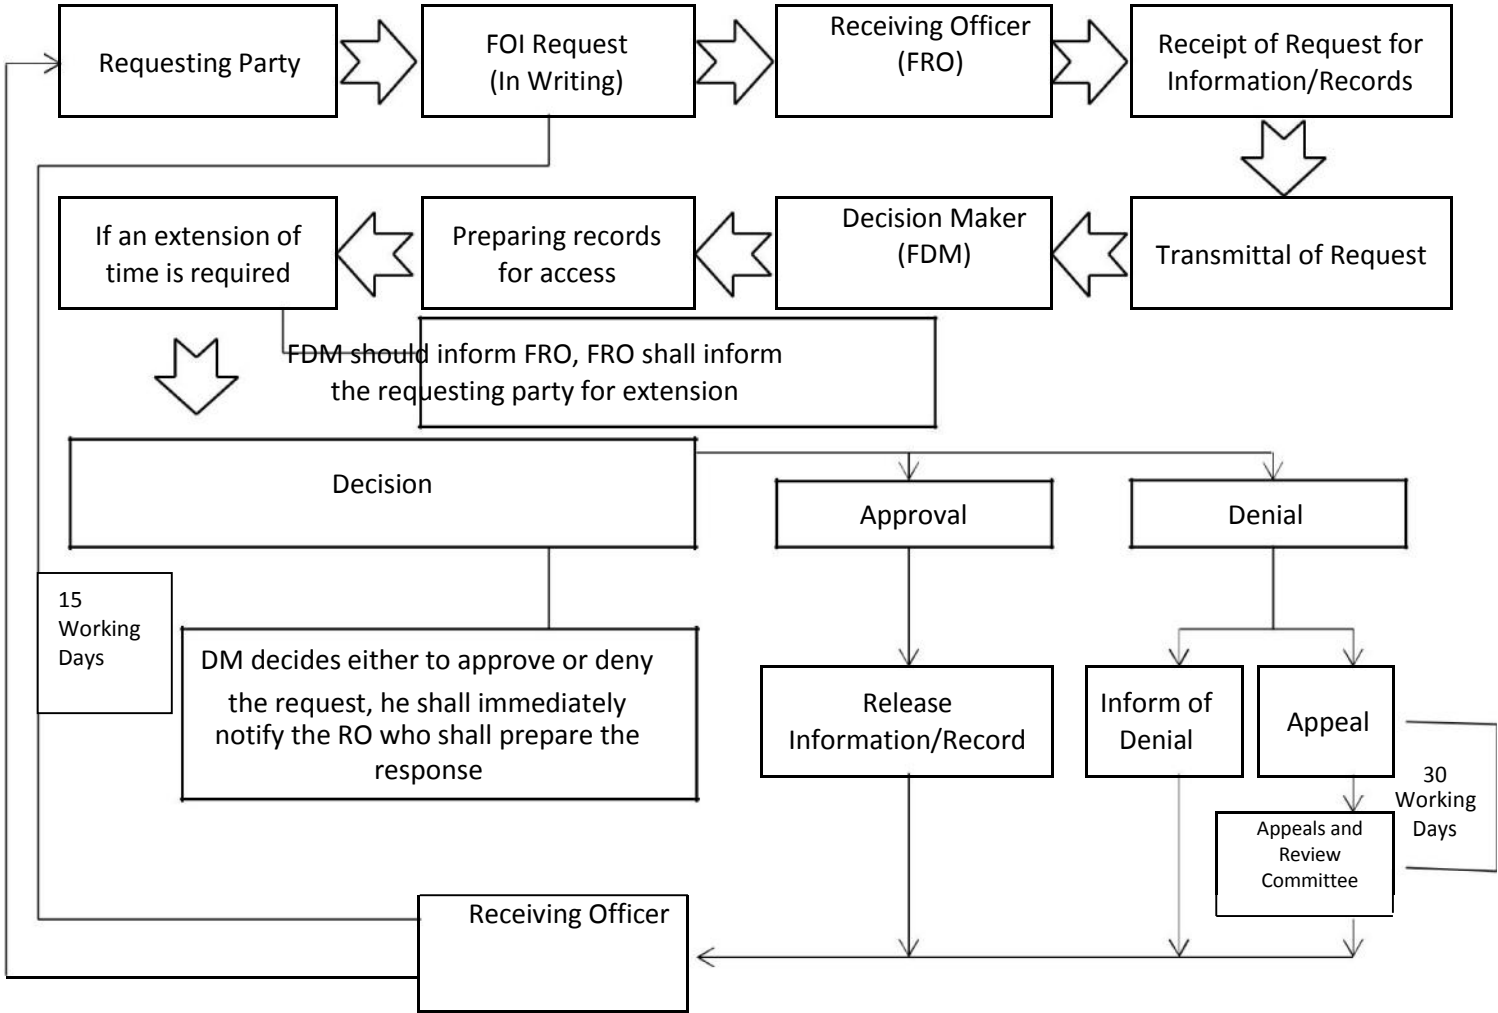 Requesting Party
FOI Request
(In Writing)
Receiving Officer
(FRO)
Receipt of Request for
Information/Records
If an extension of
time is required
Preparing records
for access
Decision Maker
(FDM)
Transmittal of Request
FDM should inform FRO, FRO shall inform
the requesting party for extension
Decision
Approval
Denial
15
Working
Days
DM decides either to approve or deny
the request, he shall immediately
notify the RO who shall prepare the
response
Release
Information/Record
Inform of
Denial
Appeal
30
Working
Days
Appeals and
Review
Committee
Receiving Officer